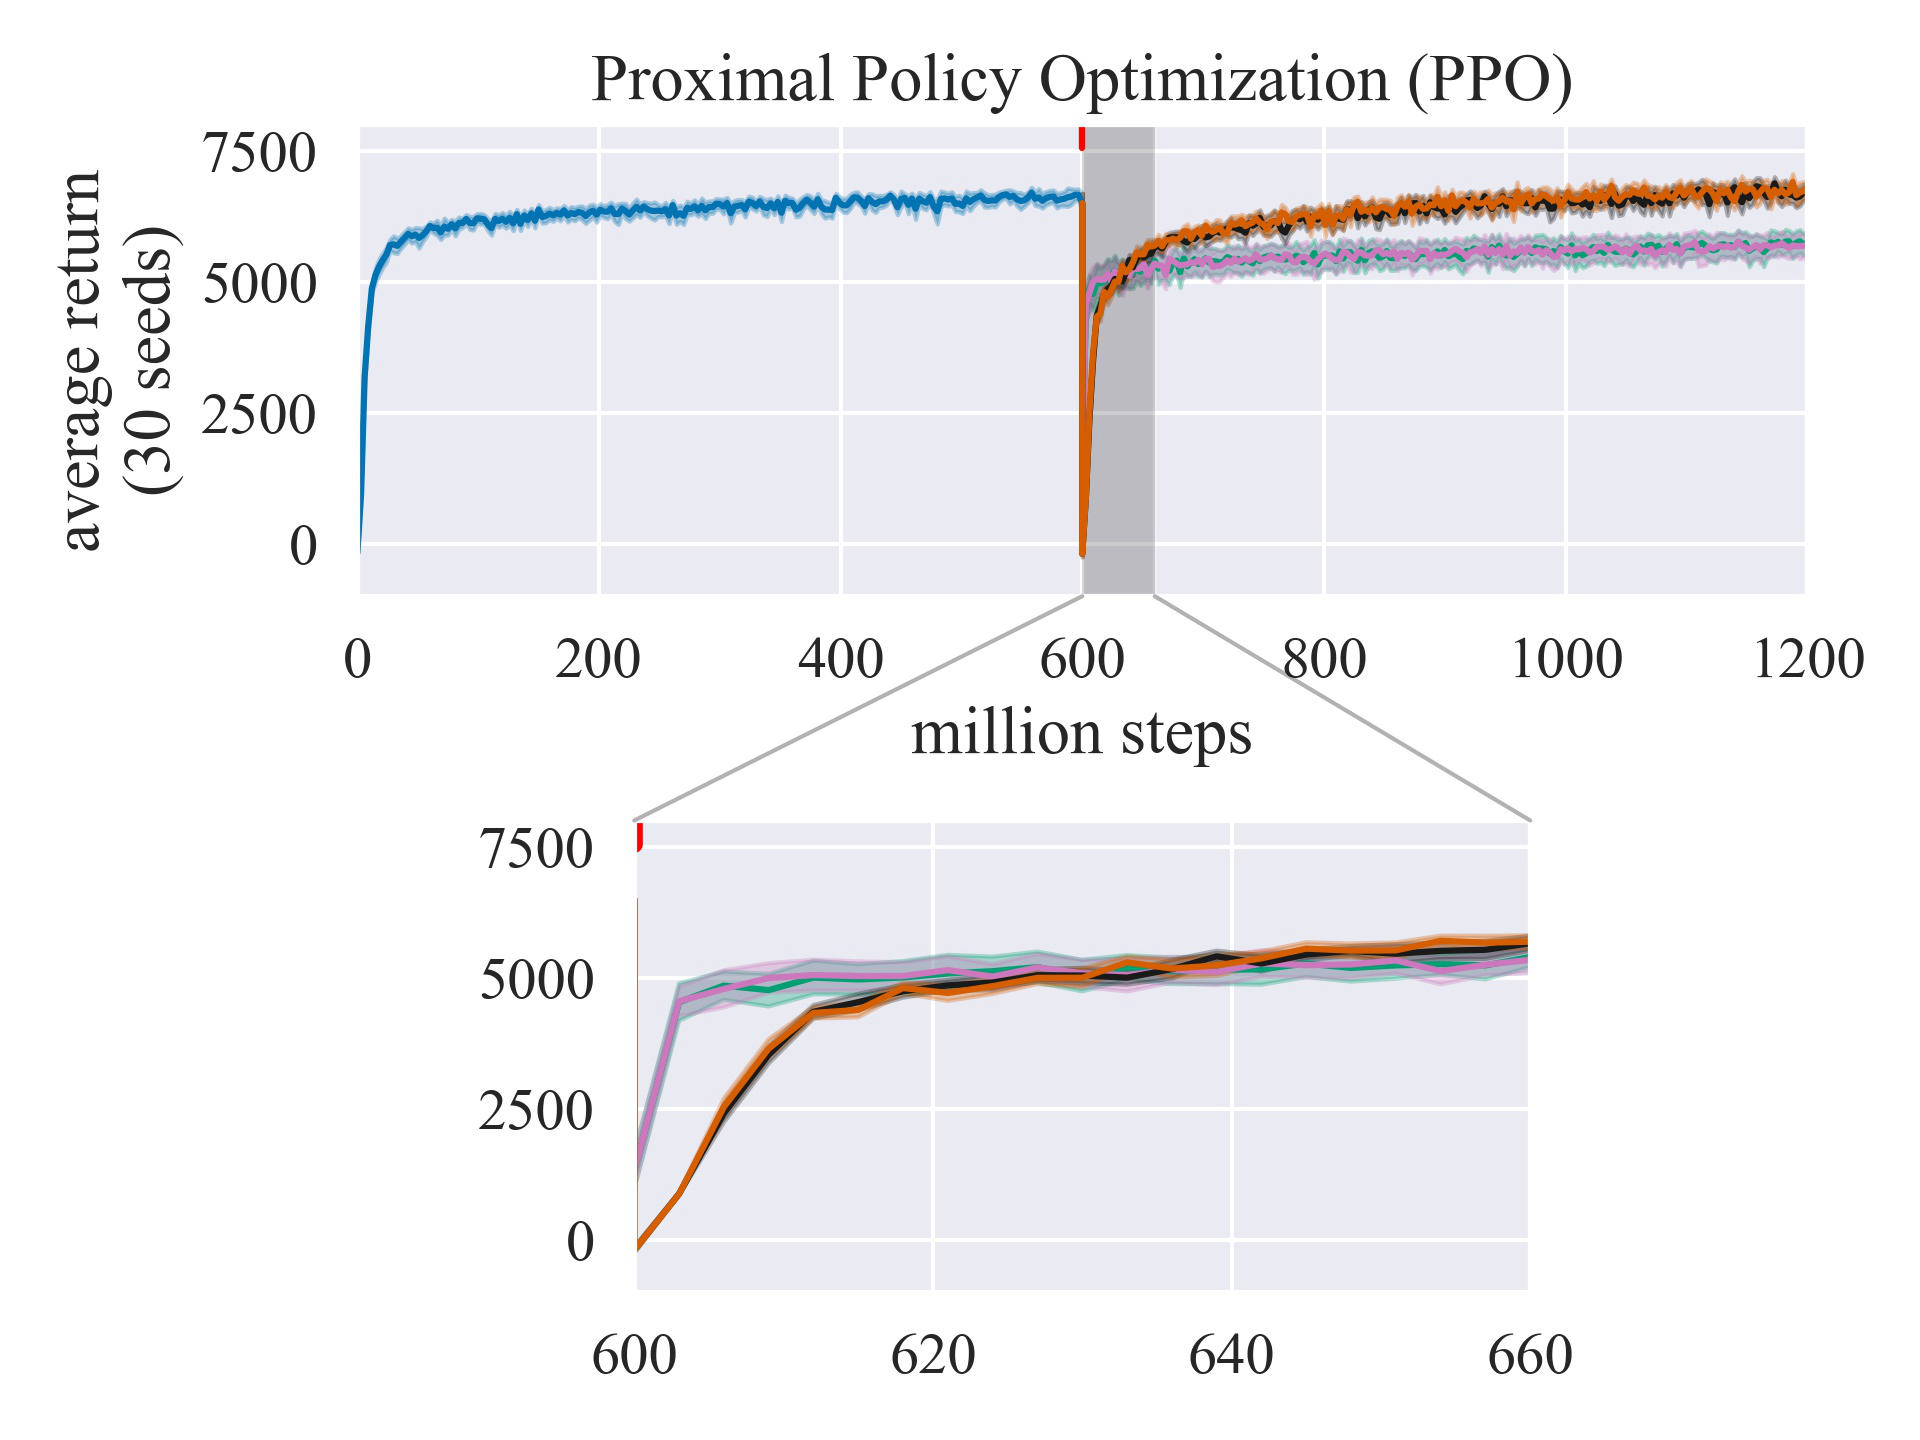 Proximal Policy Optimization (PPO)
average return
(30 seeds)
7500
5000
2500
0
0 200 400 600 800 1000 1200
million steps
7500
5000
2500
0
600 620 640 660